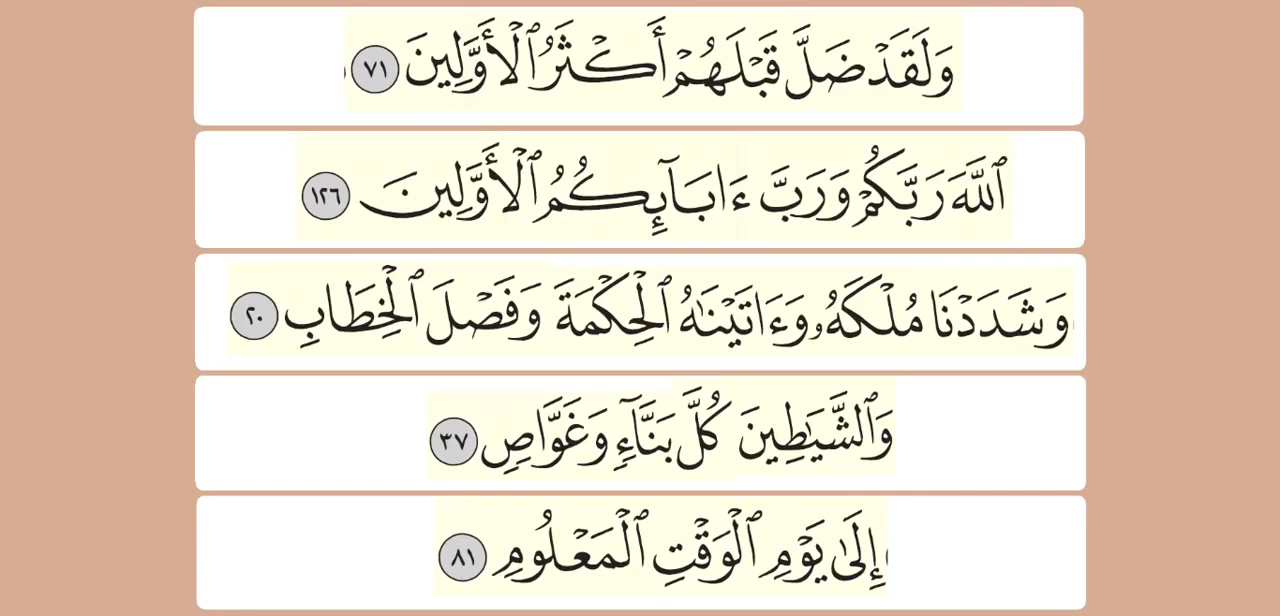 وَلَقَدۡ ضَلَّ قَبۡلَهُمۡ أَكۡثَرُ ٱلۡأَوَّلِينَ ٧١
ٱللَّهَ رَبَّكُمۡ وَرَبَّ ءَابَآئِكُمُ ٱلۡأَوَّلِينَ ١٢٦
وَشَدَدۡنَا مُلۡكَهُۥ وَءَاتَيۡنَٰهُ ٱلۡحِكۡمَةَ وَفَصۡلَ ٱلۡخِطَابِ ٢٠
وَٱلشَّيَٰطِينَ كُلَّ بَنَّآءٖ وَغَوَّاصٖ ٣٧
إِلَىٰ يَوۡمِ ٱلۡوَقۡتِ ٱلۡمَعۡلُومِ ٨١